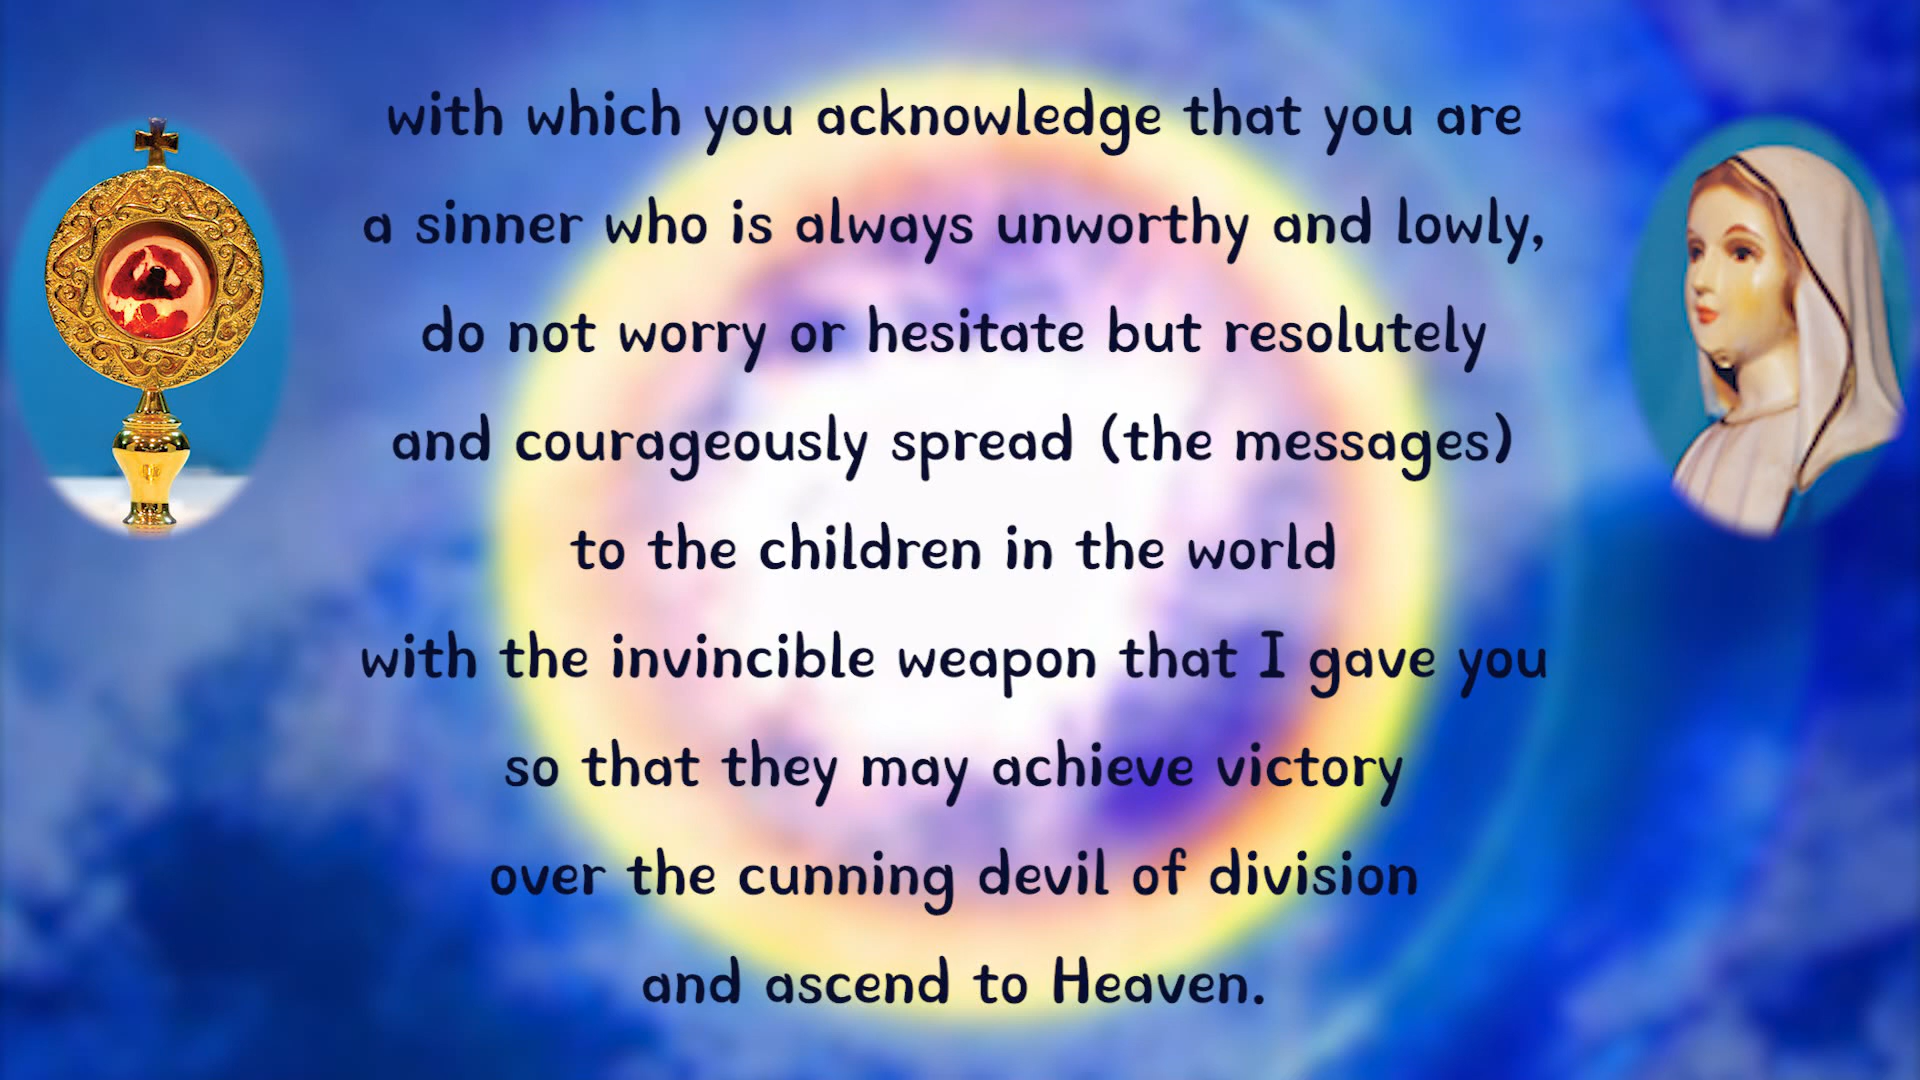 with which you acknowledge that you are
a sinner who is always unworthy and lowly,
do not worry or hesitate but resolutely
and courageously spread (the messages)
to the children in the world
with the invincible weapon that I gave you
so that they may achieve victory
over the cunning devil of division
and ascend to Heaven.